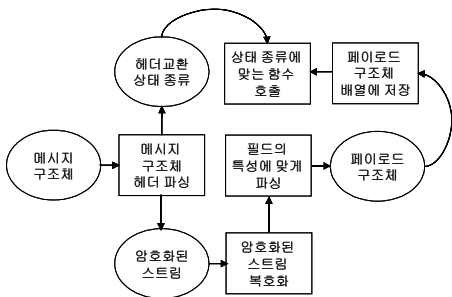 헤더교환
상태 종류
상태 종류에
맞는 함수
호출
페이로드
구조체
배열에 저장
메시지
구조체
메시지
구조체
헤더 파싱
필드의
특성에 맞게
파싱
페이로드
구조체
암호화된
스트림
암호화된
스트림
복호화